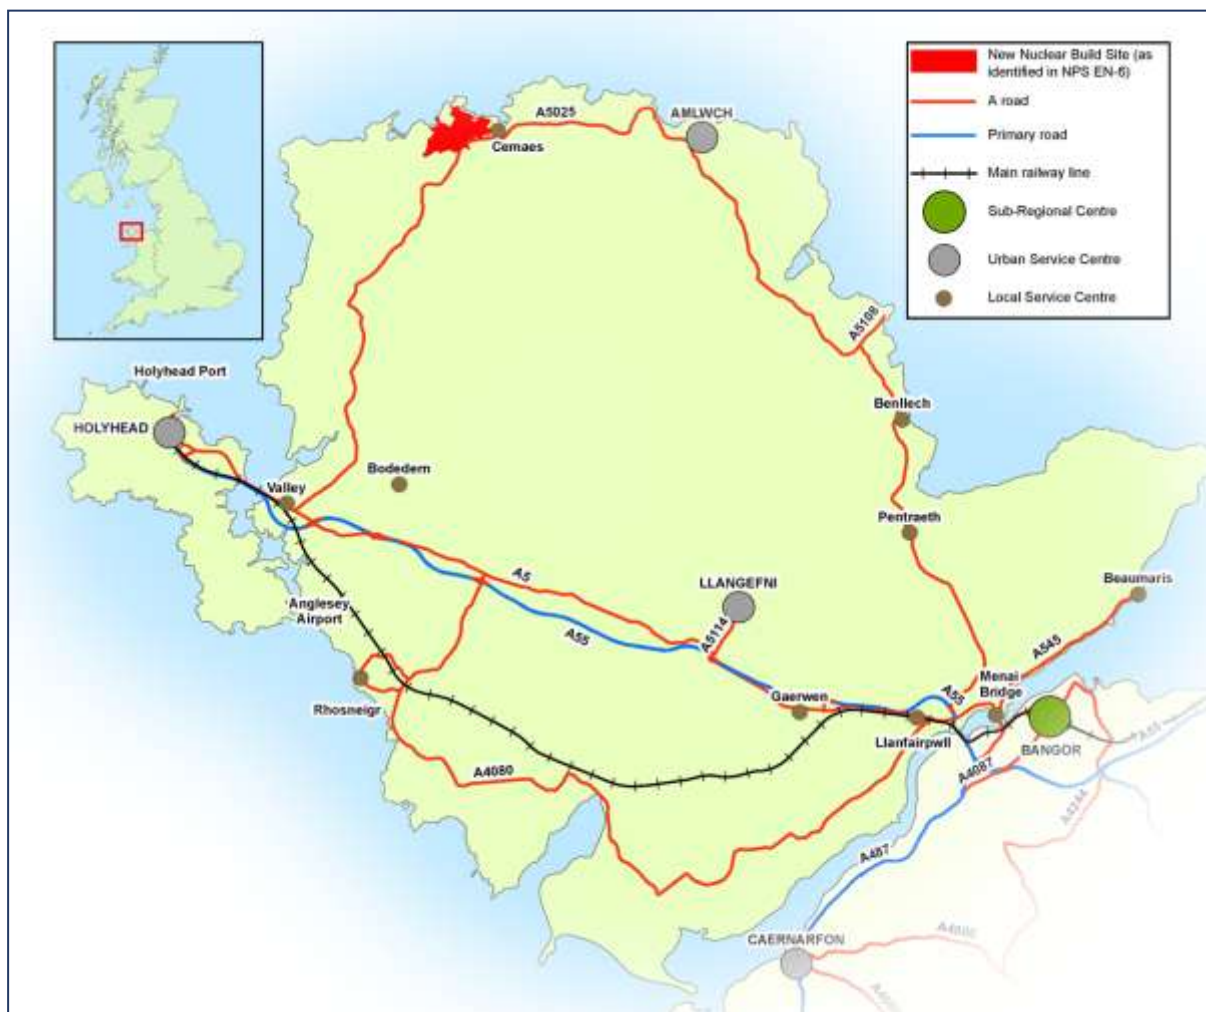 New Nuclear Build Site (as
identified in NPS EN-6)
A road
Primary road
Main railway line
Sub-Regional Centre
Urban Service Centre
Local Service Centre
A5025
AMLWCH
Cemaes
A5108
Holyhead Port
HOLYHEAD
Benllech
Valley
Bodedern
Pentraeth
A5
LLANGEFNI
Beaumaris
Anglesey
Airport
A55
A5114
A545
Rhosneigr
Gaerwen
A55
Menai
Bridge
Llanfairpwll
BANGOR
A55
A4080
A4087
A4244
A487
CAERNARFON